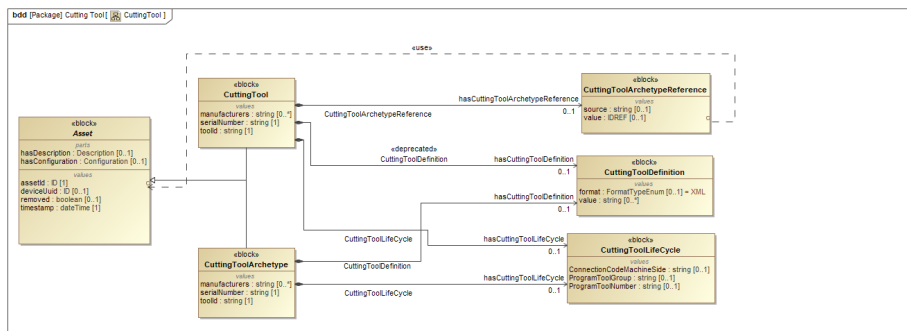 bdd [Package] Cutting Tool[ CuttingTool ]
«use»
«block»
CuttingTool
values
manufacturers : string [0..*]
serialNumber : string [1]
toolId : string [1]
hasCuttingToolArchetypeReference
0..1
CuttingToolArchetypeReference
«block»
CuttingToolArchetypeReference
values
source : string [0..1]
value : IDREF [0..1]
«block»
Asset
parts
hasDescription : Description [0..1]
hasConfiguration : Configuration [0..1]
values
assetId : ID [1]
deviceUuid : ID [0..1]
removed : boolean [0..1]
timestamp : dateTime [1]
«deprecated»
CuttingToolDefinition
hasCuttingToolDefinition
0..1
«block»
CuttingToolDefinition
values
format : FormatTypeEnum [0..1] = XML
value : string [0..*]
hasCuttingToolDefinition
0..1
CuttingToolLifeCycle
hasCuttingToolLifeCycle
0..1
«block»
CuttingToolLifeCycle
values
ConnectionCodeMachineSide : string [0..1]
ProgramToolGroup : string [0..1]
ProgramToolNumber : string [0..1]
«block»
CuttingToolArchetype
values
manufacturers : string [0..*]
serialNumber : string [1]
toolId : string [1]
CuttingToolDefinition
hasCuttingToolLifeCycle
0..1
CuttingToolLifeCycle